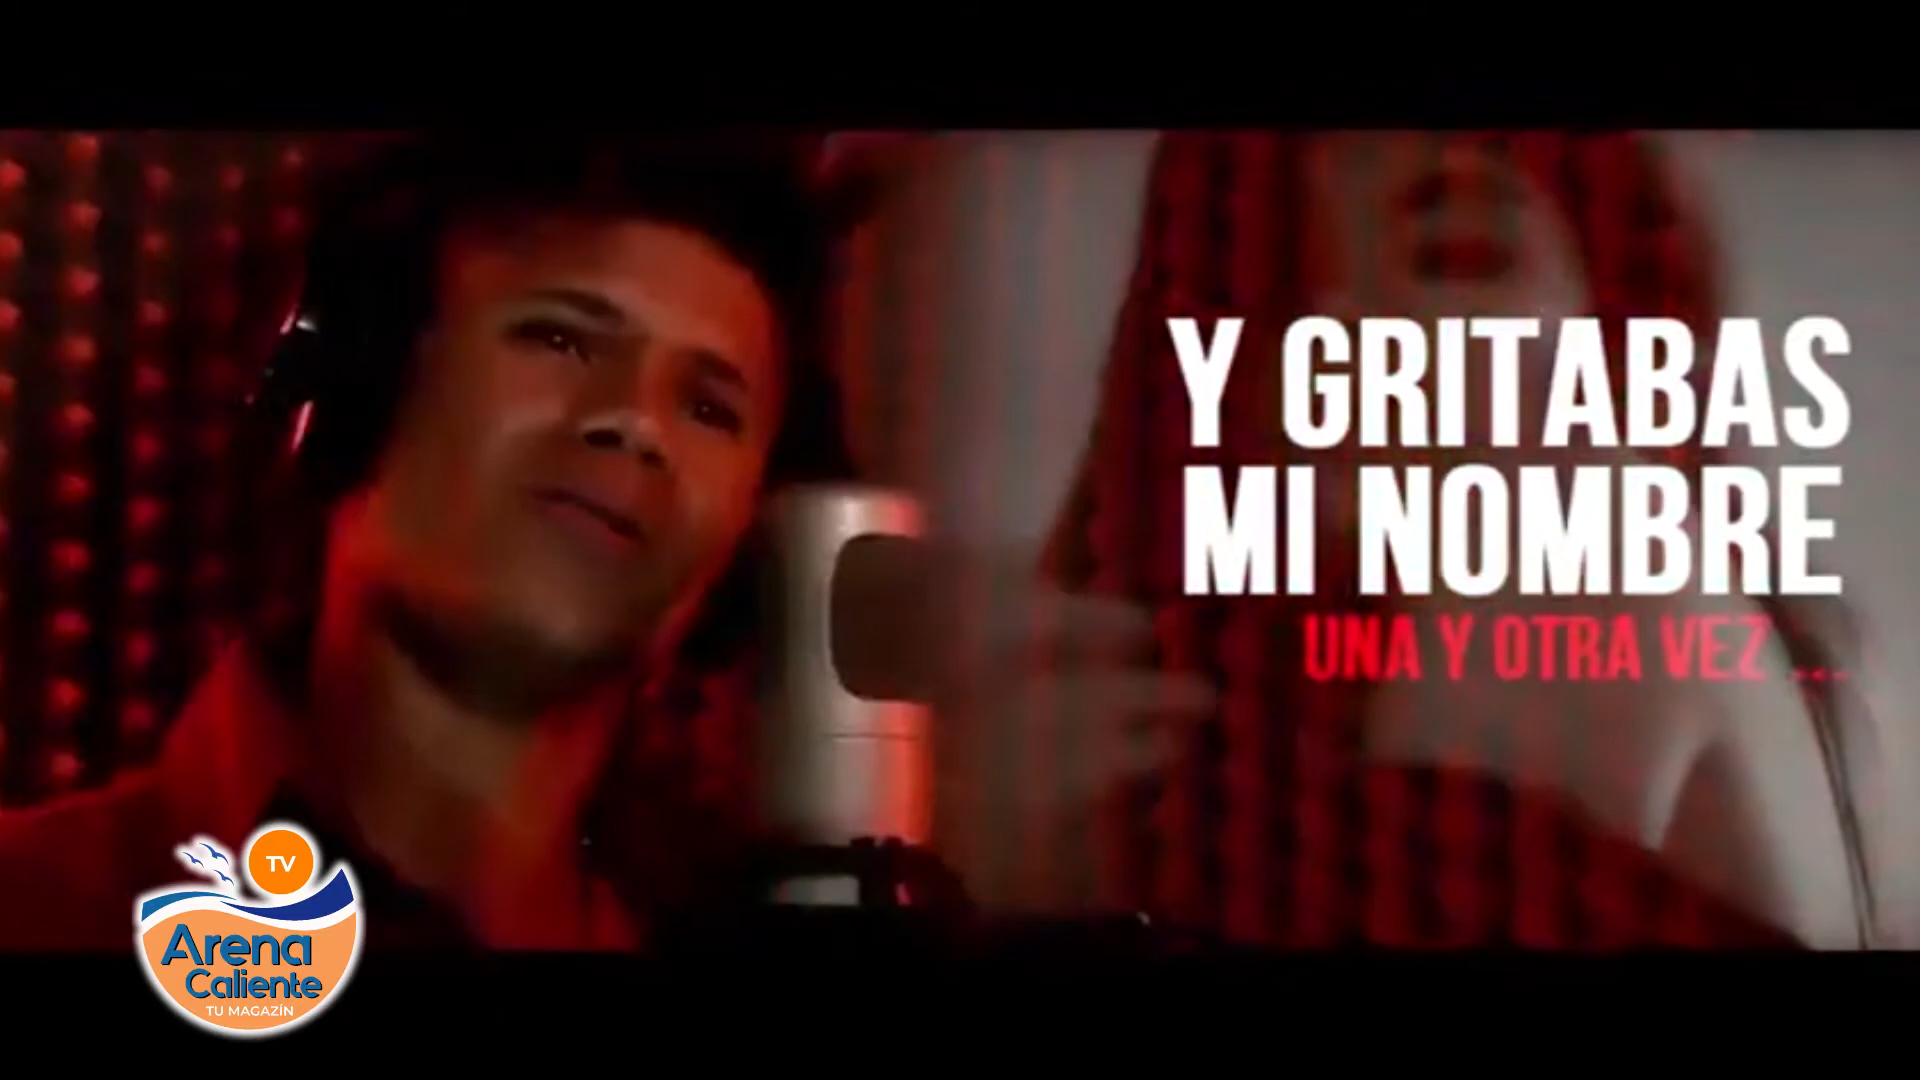 Y GRITABAS
MI NOMBRE
UNA Y OTRA VEZ ...
TV
Arena
Caliente
TU MAGAZÍN